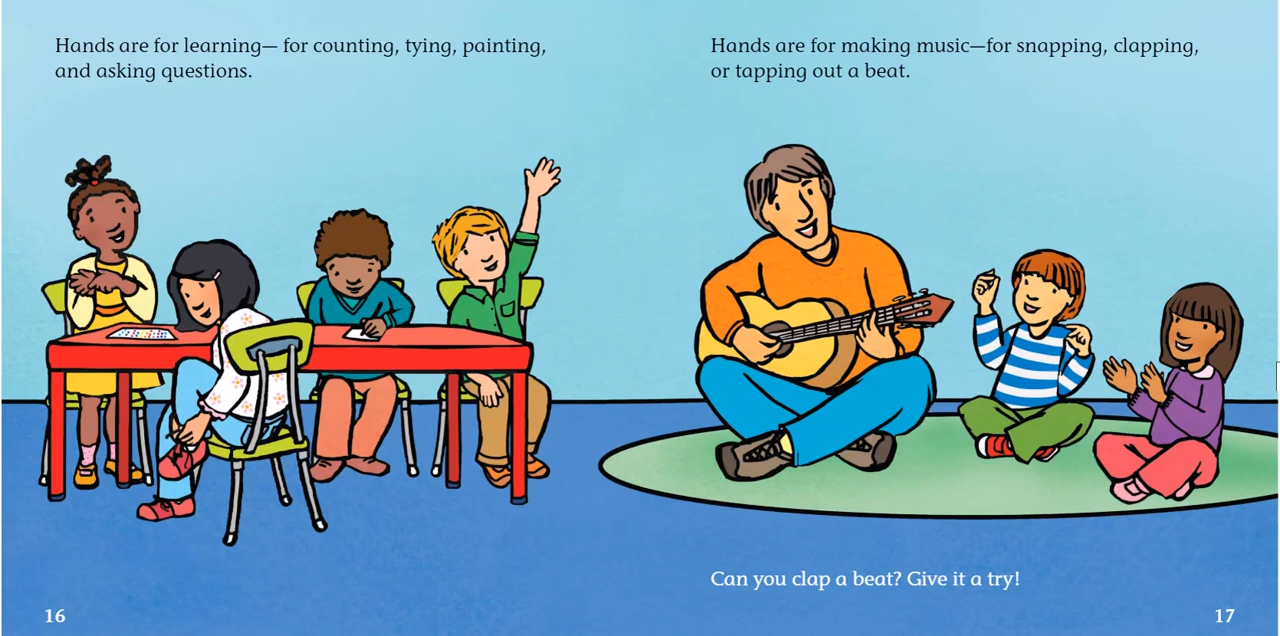 Hands are for learning— for counting, tying, painting,
and asking questions.
Hands are for making music—for snapping, clapping,
or tapping out a beat.
Can you clap a beat? Give it a try!
16
17